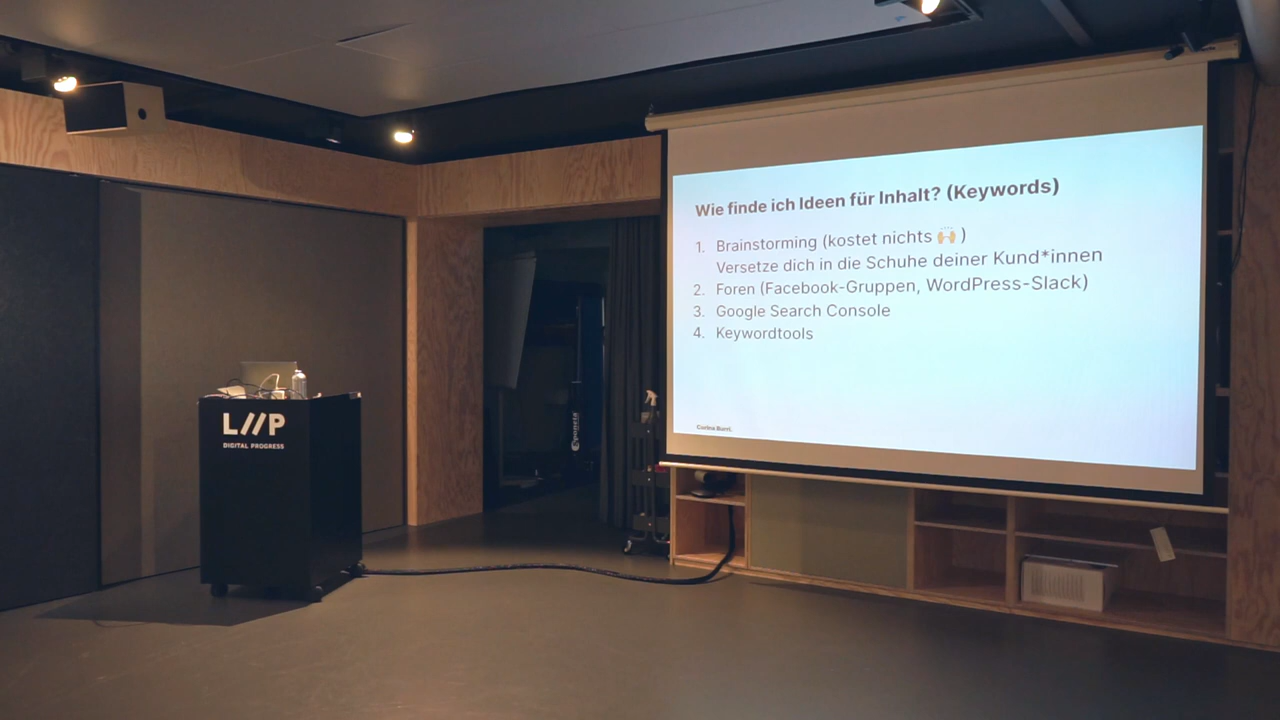 Wie finde ich Ideen für Inhalt? (Keywords)
1. Brainstorming (kostet nichts 🙌)
Versetze dich in die Schuhe deiner Kund*innen
2. Foren (Facebook-Gruppen, WordPress-Slack)
3. Google Search Console
4. Keywordtools
Corina Burri.
LIIP
DIGITAL PROGRESS